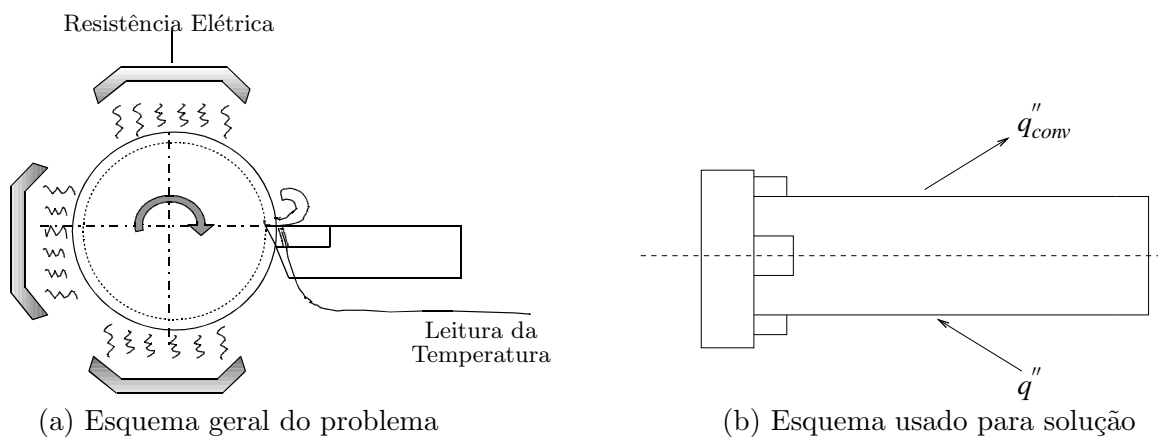 Resistência Elétrica
Leitura da
Temperatura
(a) Esquema geral do problema
q''conv
q''
(b) Esquema usado para solução